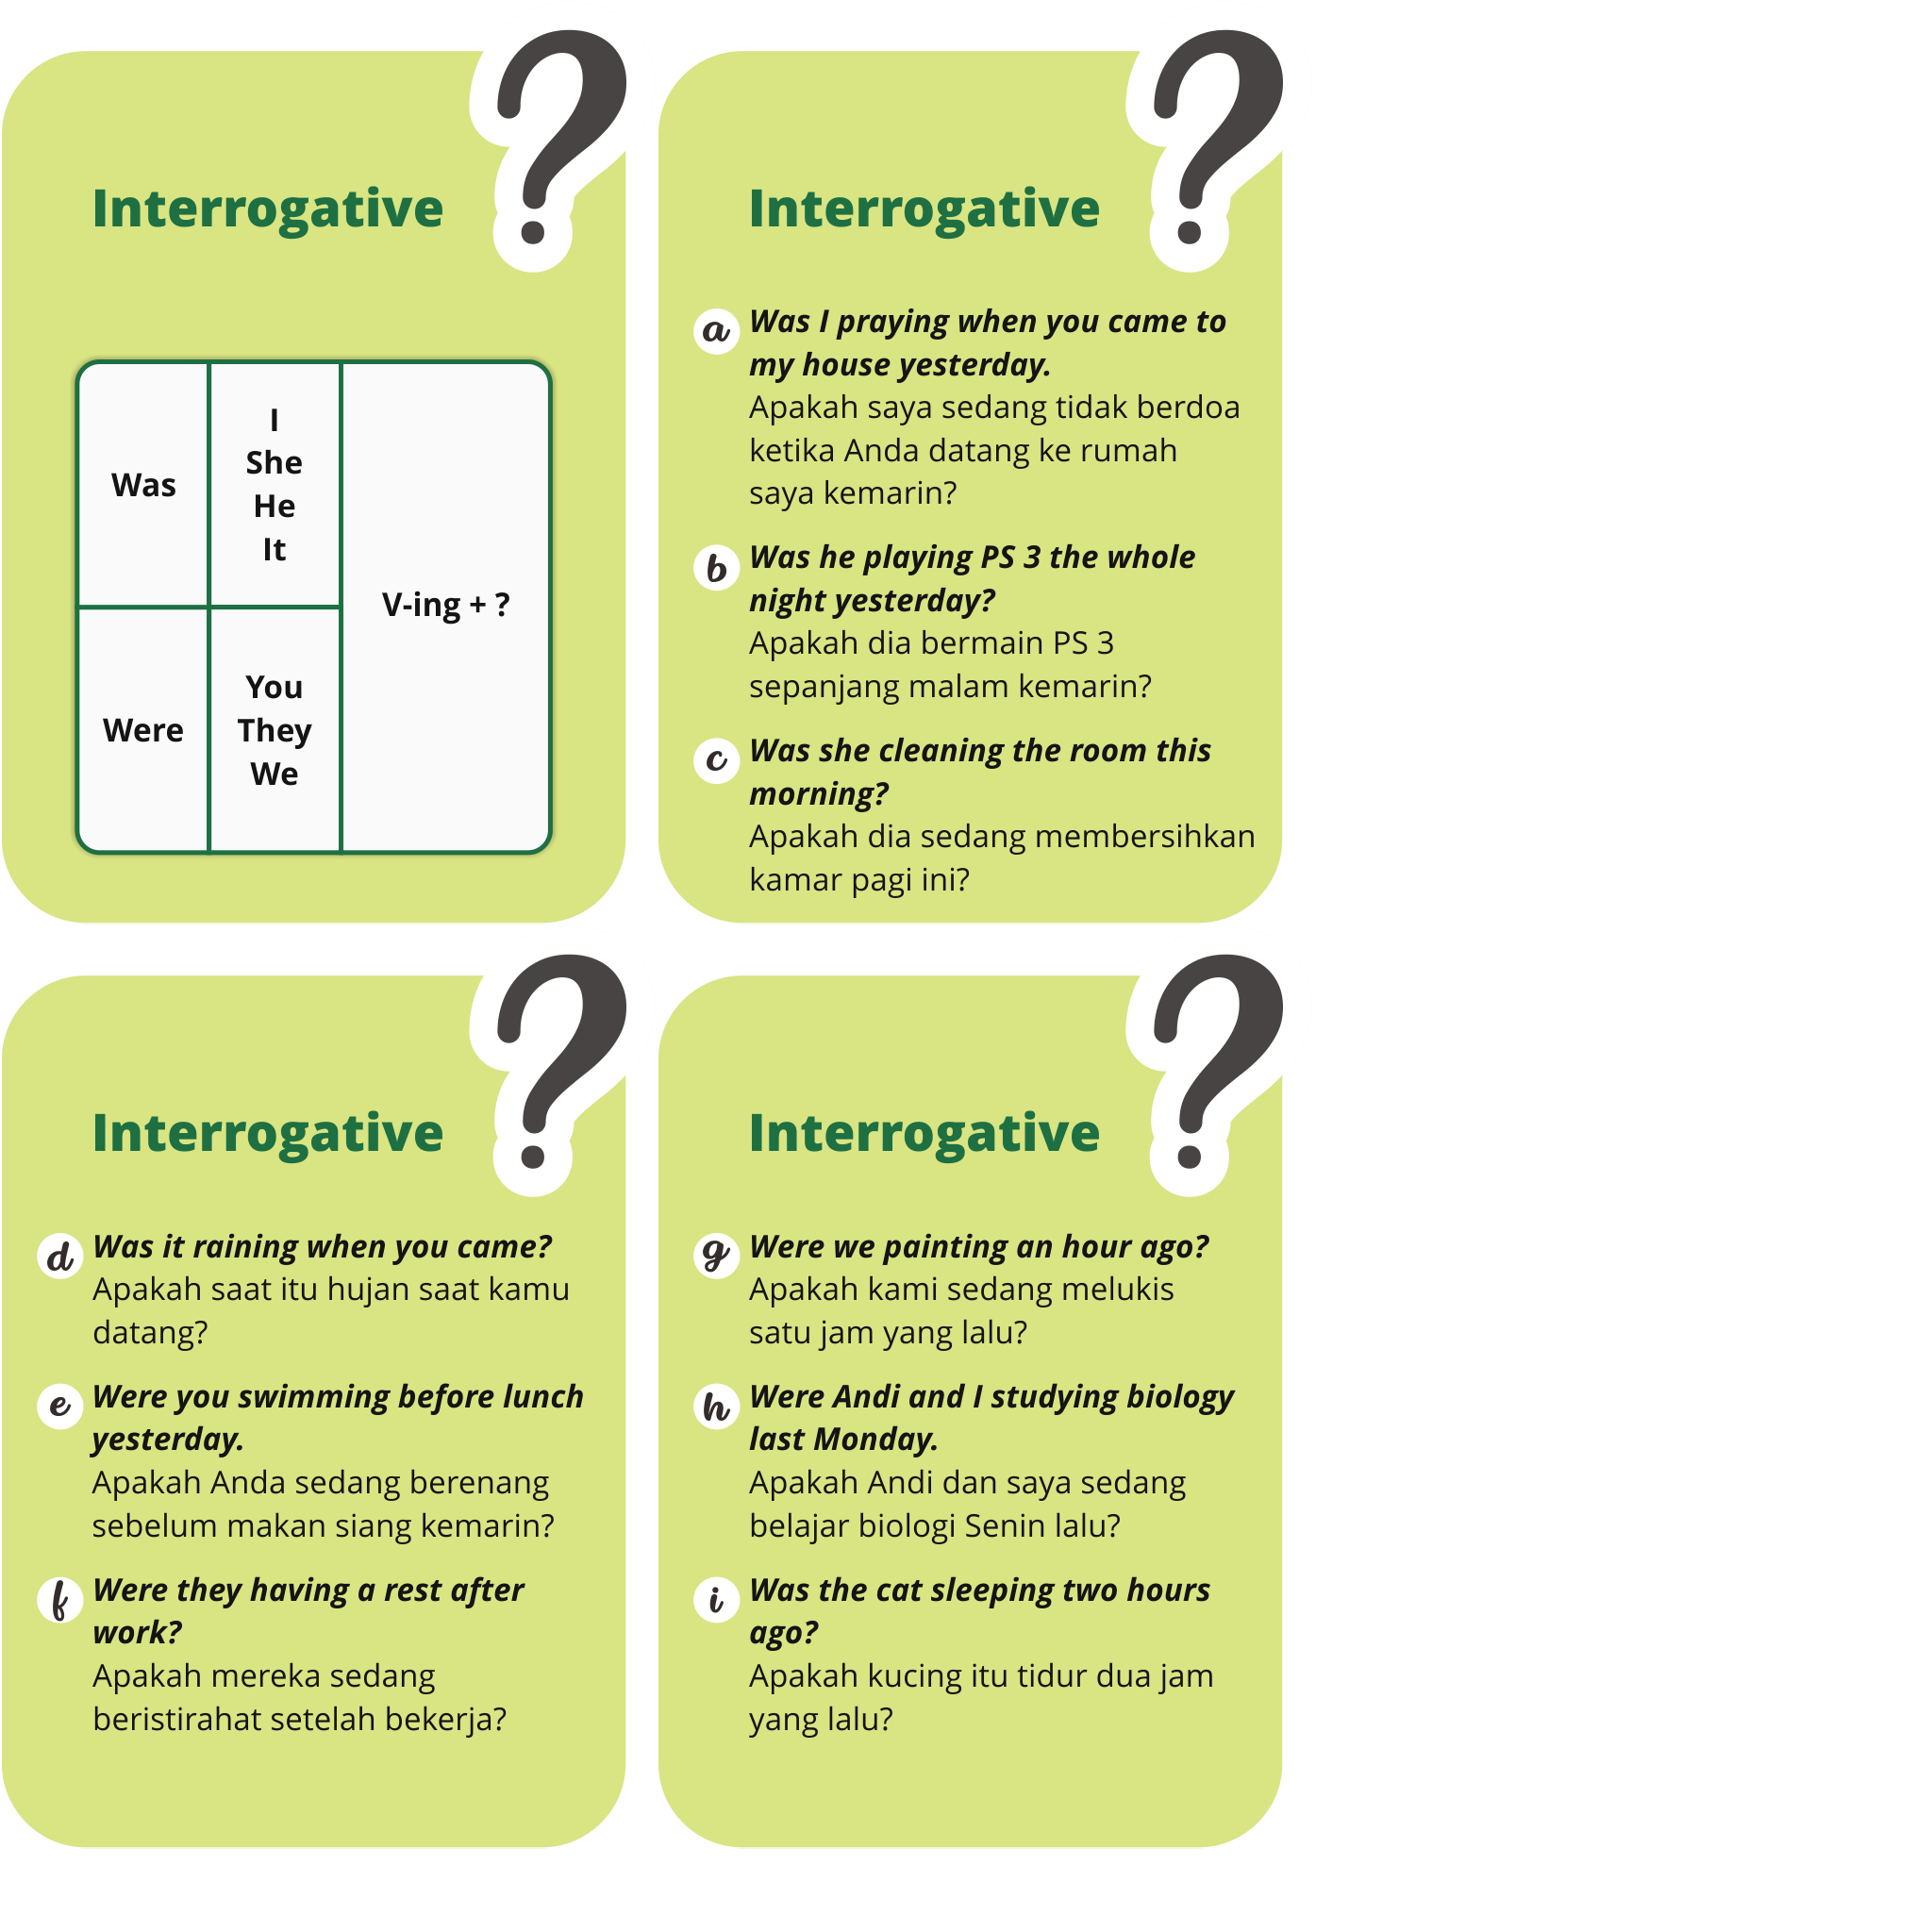 ?
Interrogative
Was
I
She
He
It
V-ing + ?
Were
You
They
We
?
Interrogative
a Was I praying when you came to
my house yesterday.
Apakah saya sedang tidak berdoa
ketika Anda datang ke rumah
saya kemarin?
b Was he playing PS 3 the whole
night yesterday?
Apakah dia bermain PS 3
sepanjang malam kemarin?
c Was she cleaning the room this
morning?
Apakah dia sedang membersihkan
kamar pagi ini?
?
Interrogative
d Was it raining when you came?
Apakah saat itu hujan saat kamu
datang?
e Were you swimming before lunch
yesterday.
Apakah Anda sedang berenang
sebelum makan siang kemarin?
f Were they having a rest after
work?
Apakah mereka sedang
beristirahat setelah bekerja?
?
Interrogative
g Were we painting an hour ago?
Apakah kami sedang melukis
satu jam yang lalu?
h Were Andi and I studying biology
last Monday.
Apakah Andi dan saya sedang
belajar biologi Senin lalu?
i Was the cat sleeping two hours
ago?
Apakah kucing itu tidur dua jam
yang lalu?